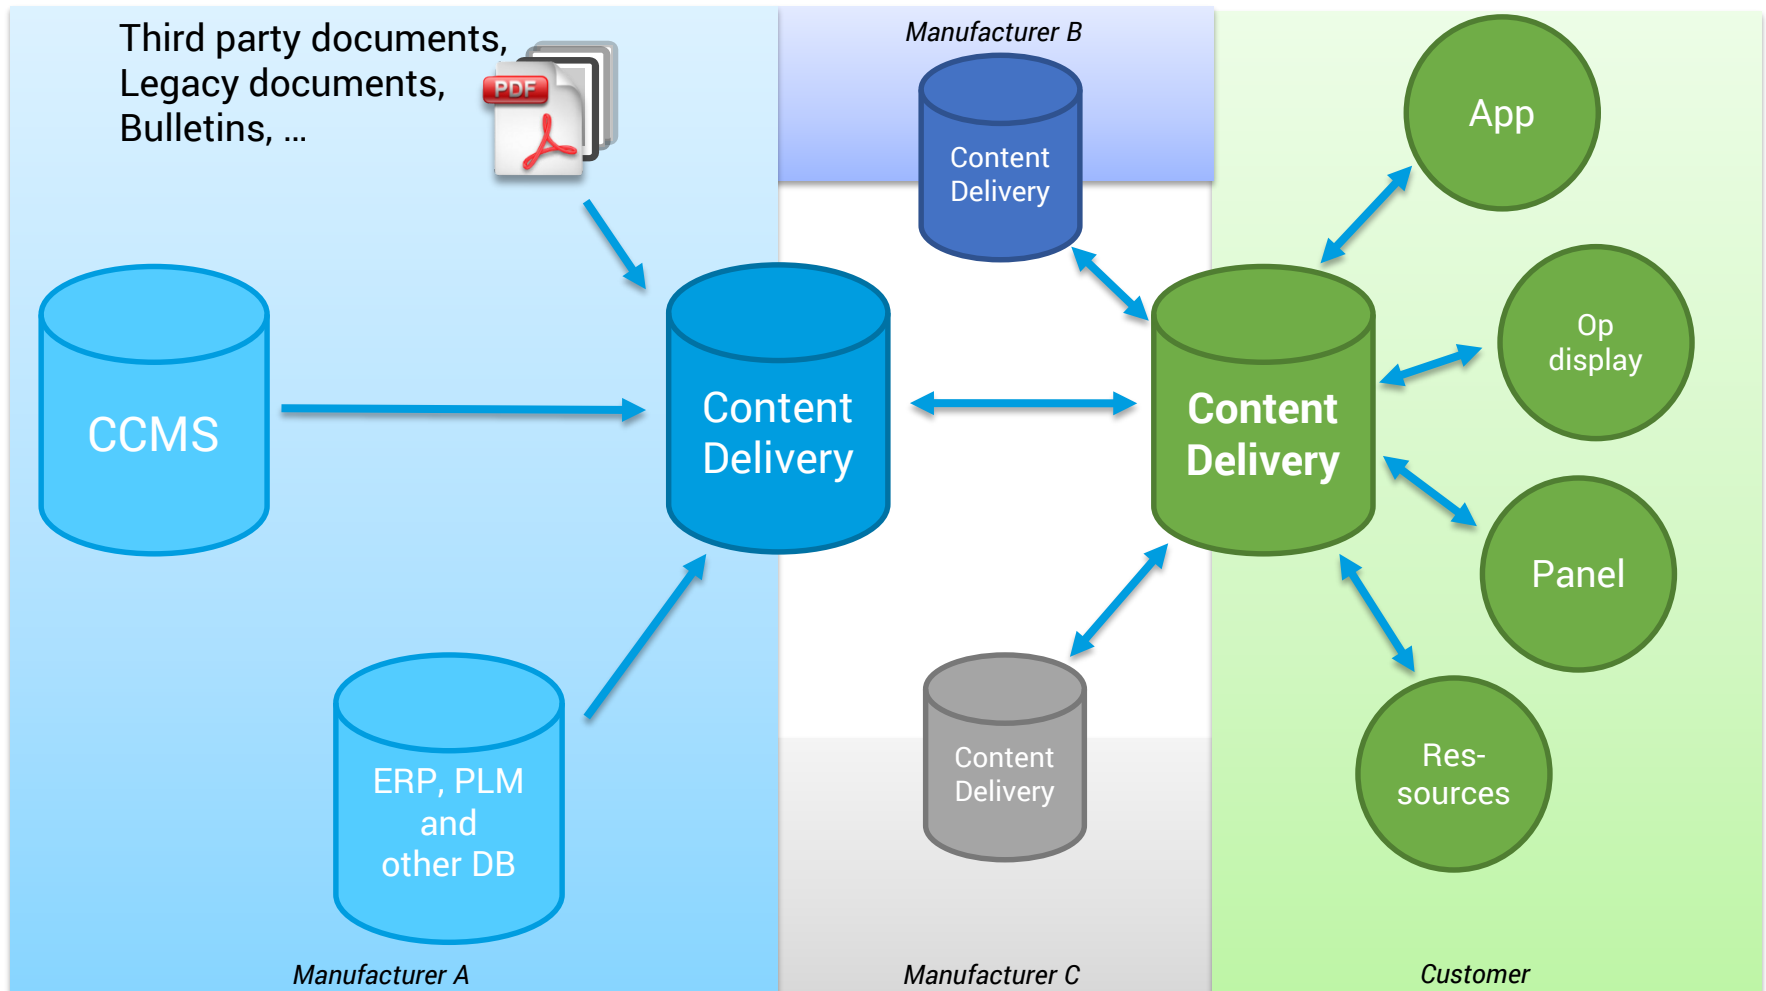 Third party documents,
Legacy documents,
Bulletins, ...
PDF
CCMS
ERP, PLM
and
other DB
Content
Delivery
Manufacturer A
Manufacturer B
Content
Delivery
Content
Delivery
Manufacturer C
Content
Delivery
App
Op
display
Panel
Res-
sources
Customer